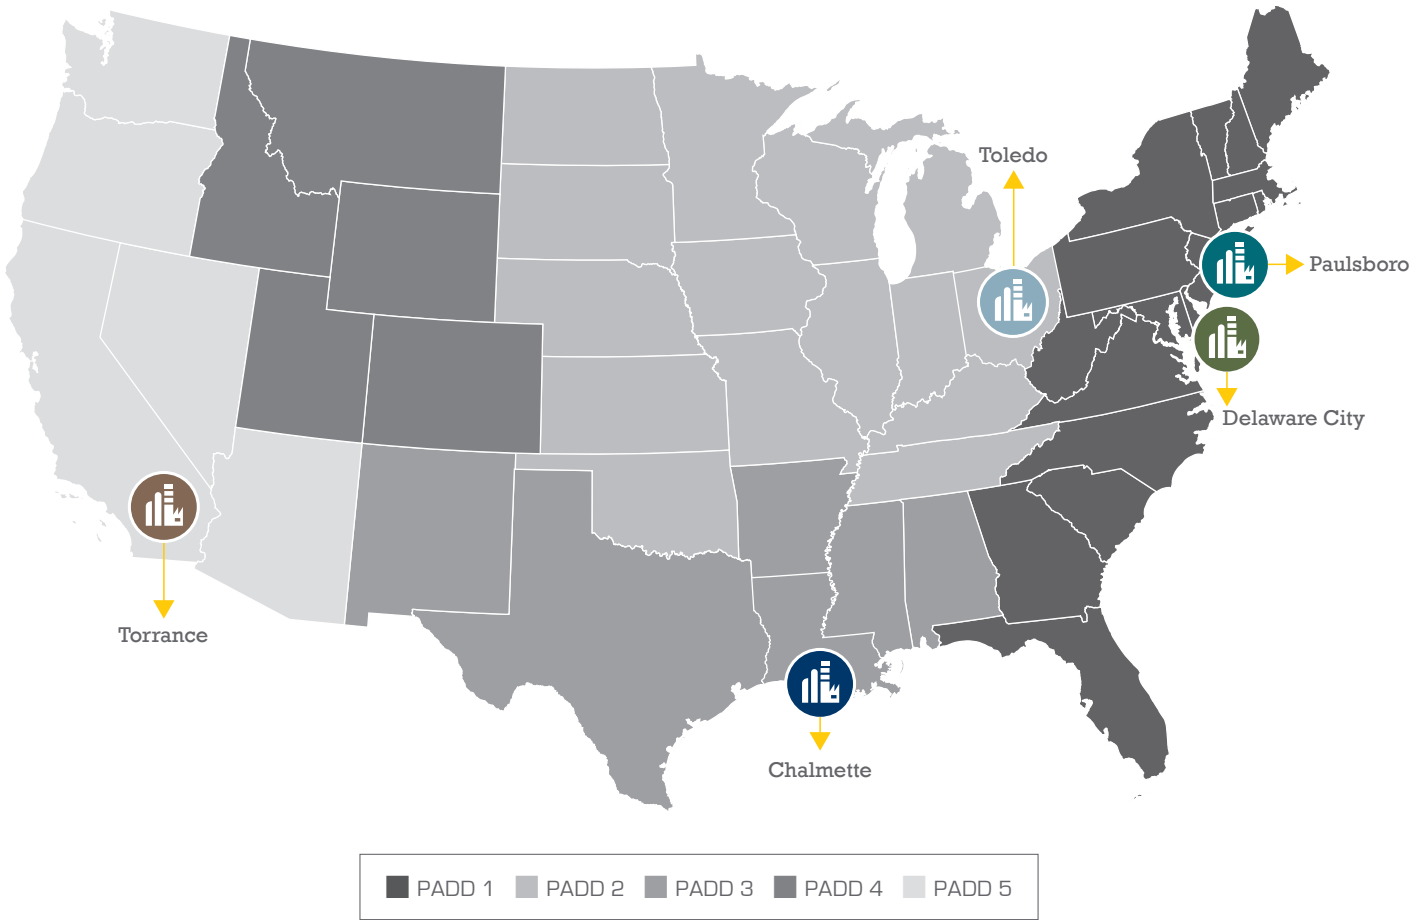 Toledo
Paulsboro
Delaware City
Torrance
Chalmette
PADD 1
PADD 2
PADD 3
PADD 4
PADD 5